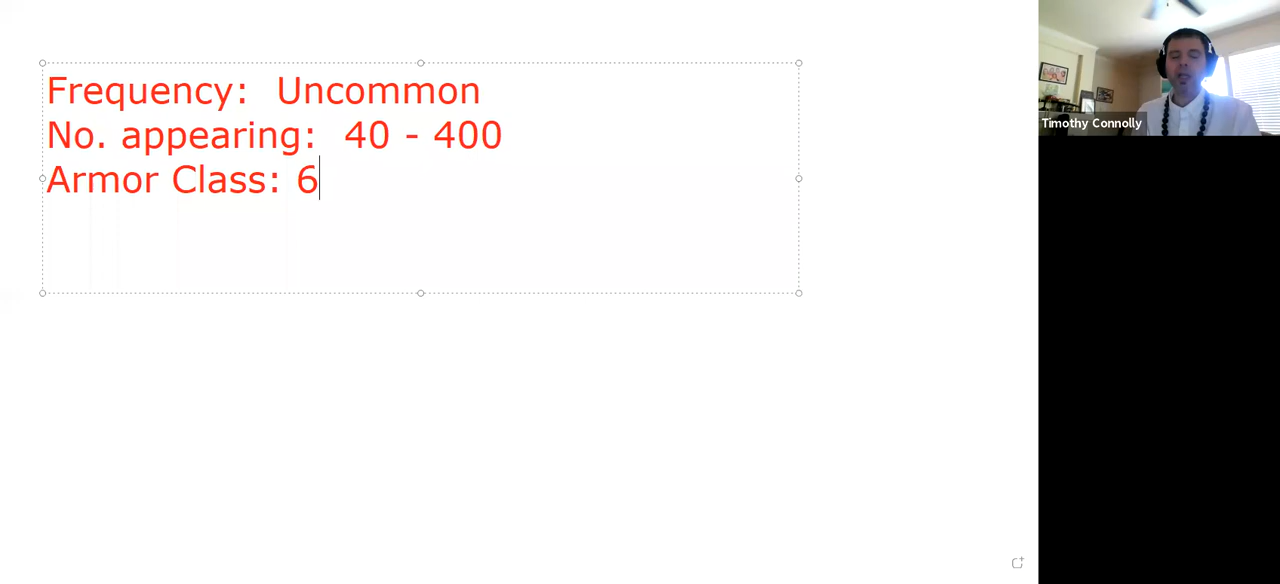 Frequency:  Uncommon
No. appearing:  40 - 400
Armor Class: 6
Timothy Connolly